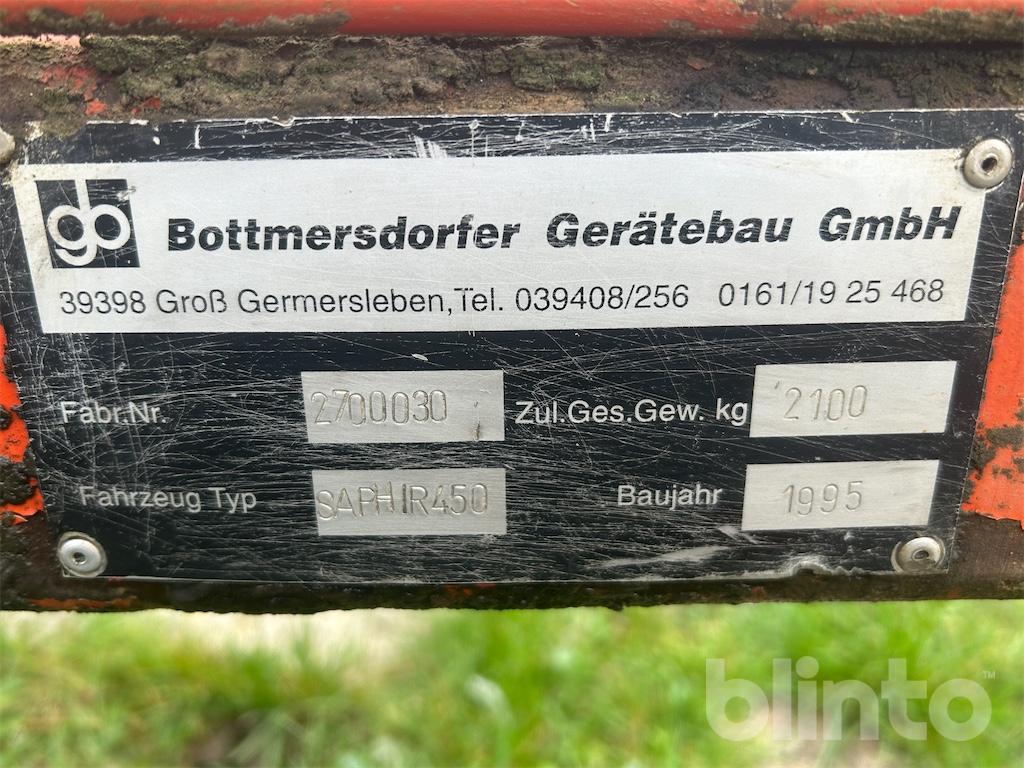 gb Bottmersdorfer Gerätebau GmbH
39398 Groß Germersleben, Tel. 039408/256 0161/19 25 468
Fabr.Nr. 2700030 Zul.Ges.Gew. kg 2100
Fahrzeug Typ SAPHIR450 Baujahr 1995
blinto™